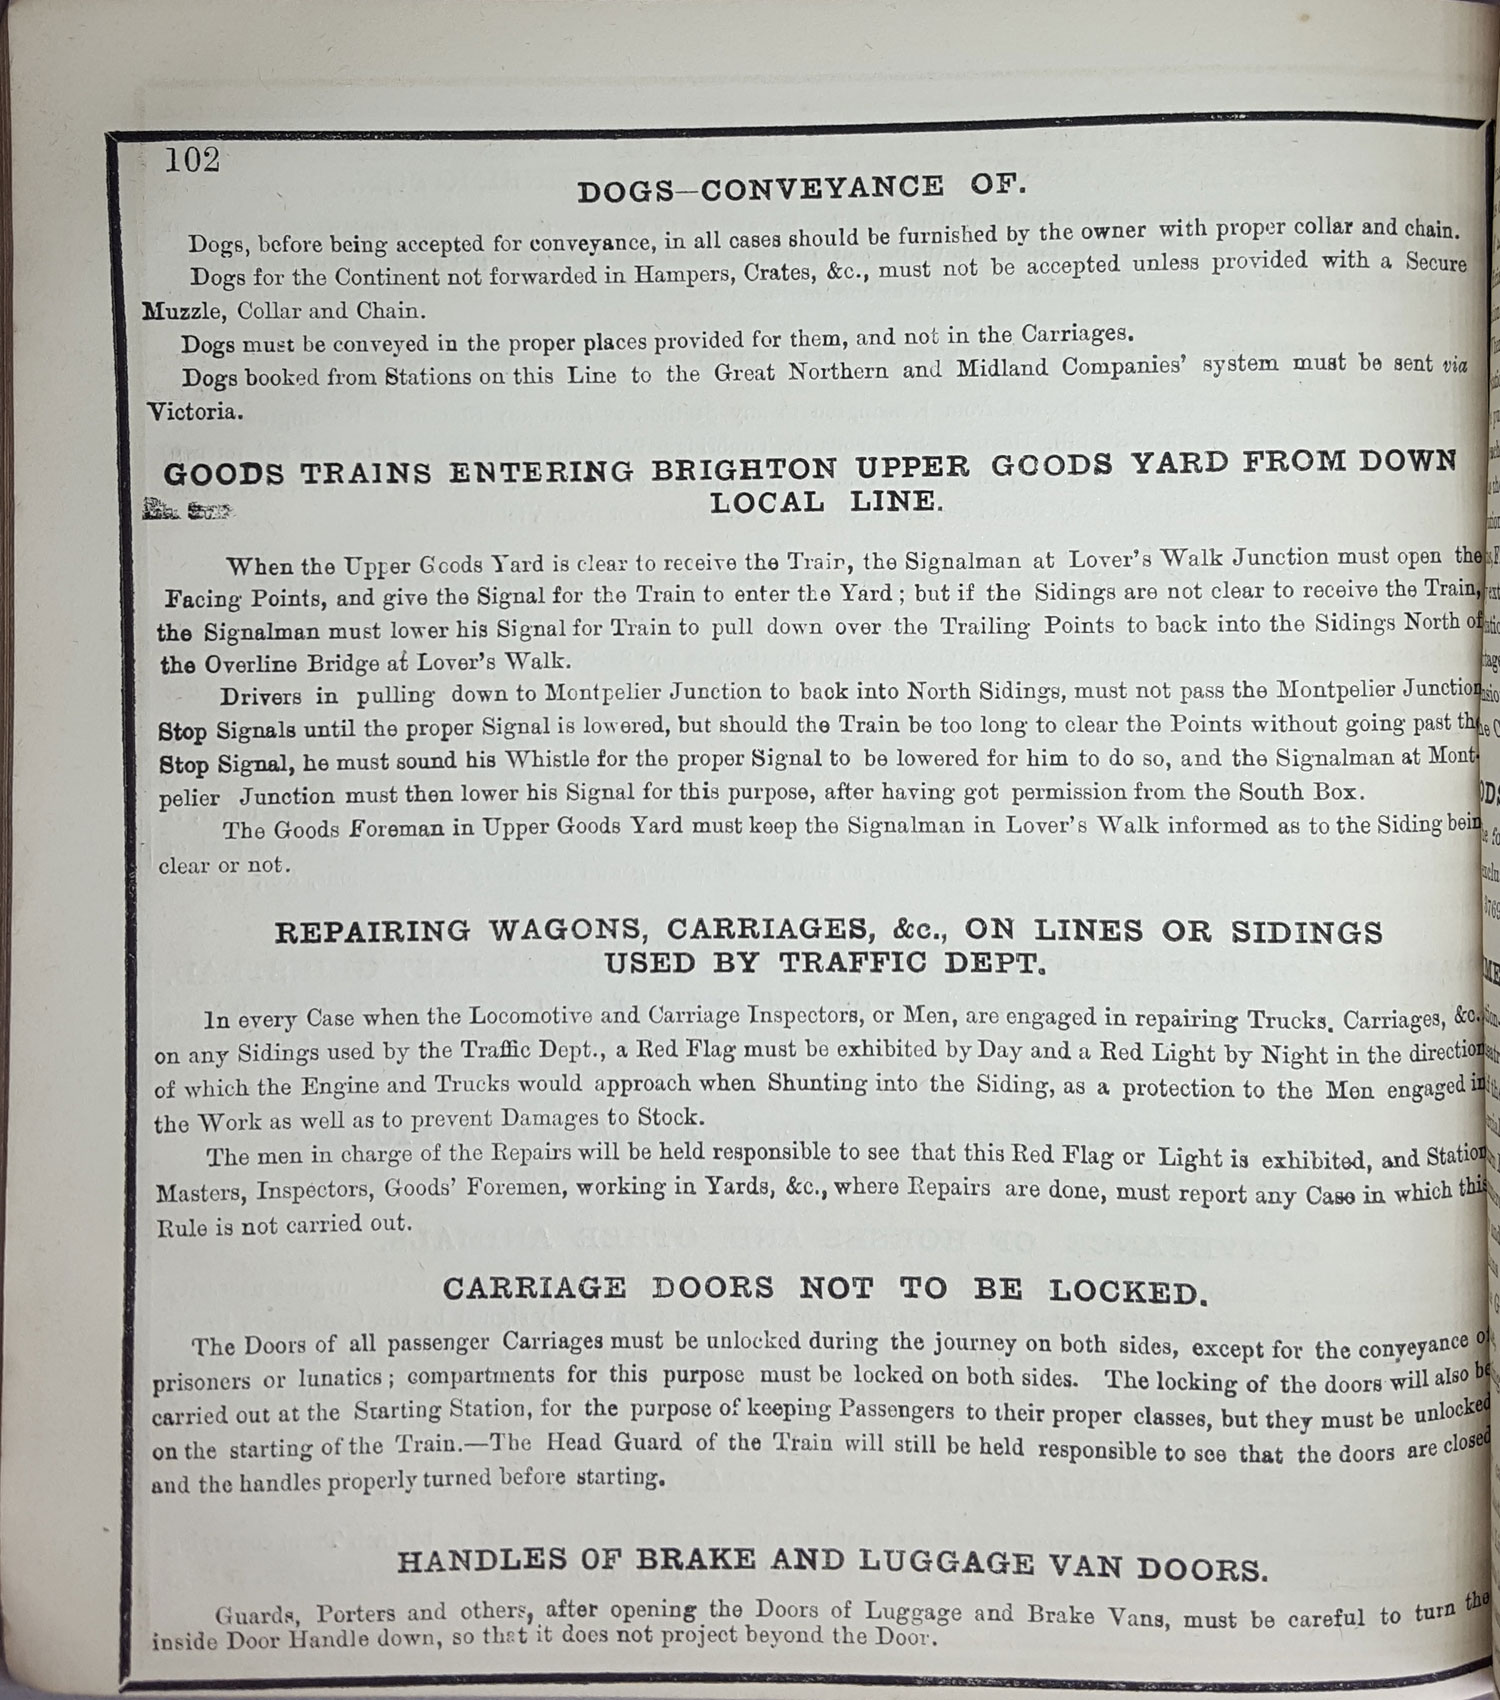 102
DOGS—CONVEYANCE OF.
Dogs, before being accepted for conveyance, in all cases should be furnished by the owner with proper collar and chain.
Dogs for the Continent not forwarded in Hampers, Crates, &c., must not be accepted unless provided with a Secure
Muzzle, Collar and Chain.
Dogs must be conveyed in the proper places provided for them, and not in the Carriages.
Dogs booked from Stations on this Line to the Great Northern and Midland Companies' system must be sent via
Victoria.
GOODS TRAINS ENTERING BRIGHTON UPPER GOODS YARD FROM DOWN
LOCAL LINE.
When the Upper Goods Yard is clear to receive the Train, the Signalman at Lover's Walk Junction must open the
Facing Points, and give the Signal for the Train to enter the Yard ; but if the Sidings are not clear to receive the Train,
the Signalman must lower his Signal for Train to pull down over the Trailing Points to back into the Sidings North of
the Overline Bridge at Lover's Walk.
Drivers in pulling down to Montpelier Junction to back into North Sidings, must not pass the Montpelier Junction
Stop Signals until the proper Signal is lowered, but should the Train be too long to clear the Points without going past th
Stop Signal, he must sound his Whistle for the proper Signal to be lowered for him to do so, and the Signalman at Mont-
pelier Junction must then lower his Signal for this purpose, after having got permission from the South Box.
The Goods Foreman in Upper Goods Yard must keep the Signalman in Lover's Walk informed as to the Siding bein
clear or not.
REPAIRING WAGONS, CARRIAGES, &c., ON LINES OR SIDINGS
USED BY TRAFFIC DEPT.
In every Case when the Locomotive and Carriage Inspectors, or Men, are engaged in repairing Trucks. Carriages, &c.
on any Sidings used by the Traffic Dept., a Red Flag must be exhibited by Day and a Red Light by Night in the direction
of which the Engine and Trucks would approach when Shunting into the Siding, as a protection to the Men engaged in
the Work as well as to prevent Damages to Stock.
The men in charge of the Repairs will be held responsible to see that this Red Flag or Light is exhibited, and Station
Masters, Inspectors, Goods' Foremen, working in Yards, &c., where Repairs are done, must report any Case in which this
Rule is not carried out.
CARRIAGE DOORS NOT TO BE LOCKED.
The Doors of all passenger Carriages must be unlocked during the journey on both sides, except for the conveyance of
prisoners or lunatics ; compartments for this purpose must be locked on both sides. The locking of the doors will also be
carried out at the Starting Station, for the purpose of keeping Passengers to their proper classes, but they must be unlocked
on the starting of the Train.—The Head Guard of the Train will still be held responsible to see that the doors are closed
and the handles properly turned before starting.
HANDLES OF BRAKE AND LUGGAGE VAN DOORS.
Guards, Porters and others, after opening the Doors of Luggage and Brake Vans, must be careful to turn the
inside Door Handle down, so that it does not project beyond the Door.